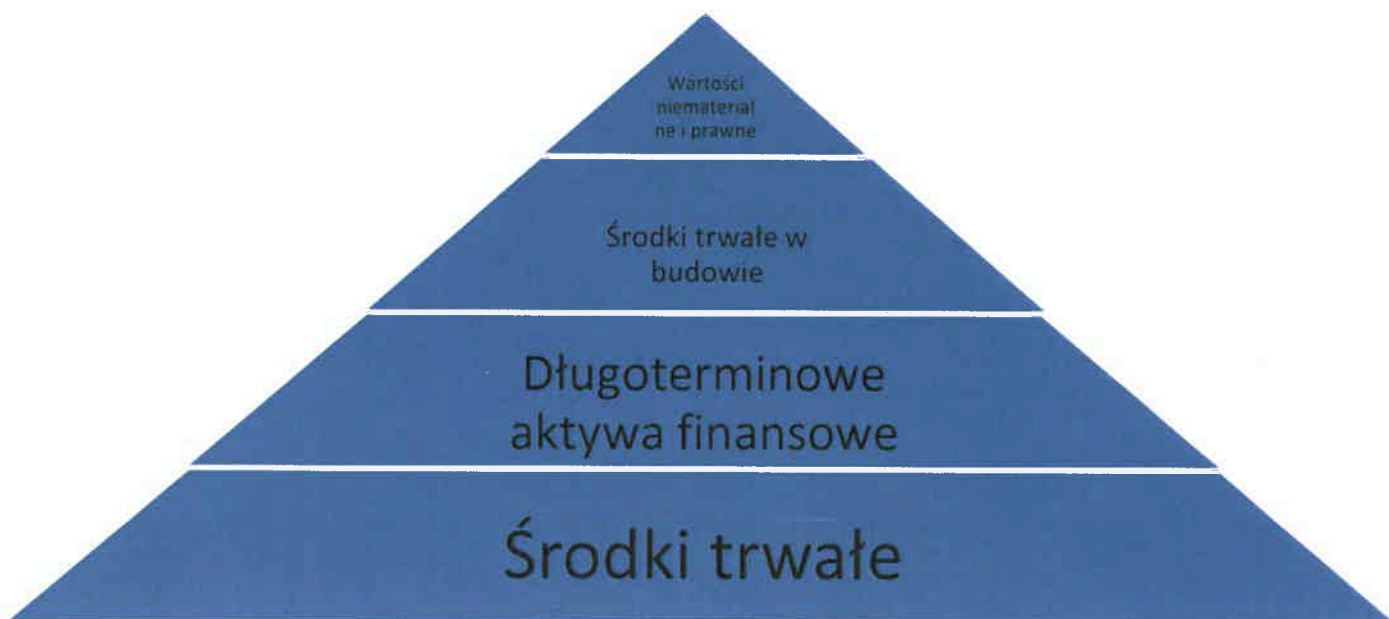 Wartości
niematerial
ne i prawne
Środki trwałe w
budowie
Długoterminowe
aktywa finansowe
Środki trwałe